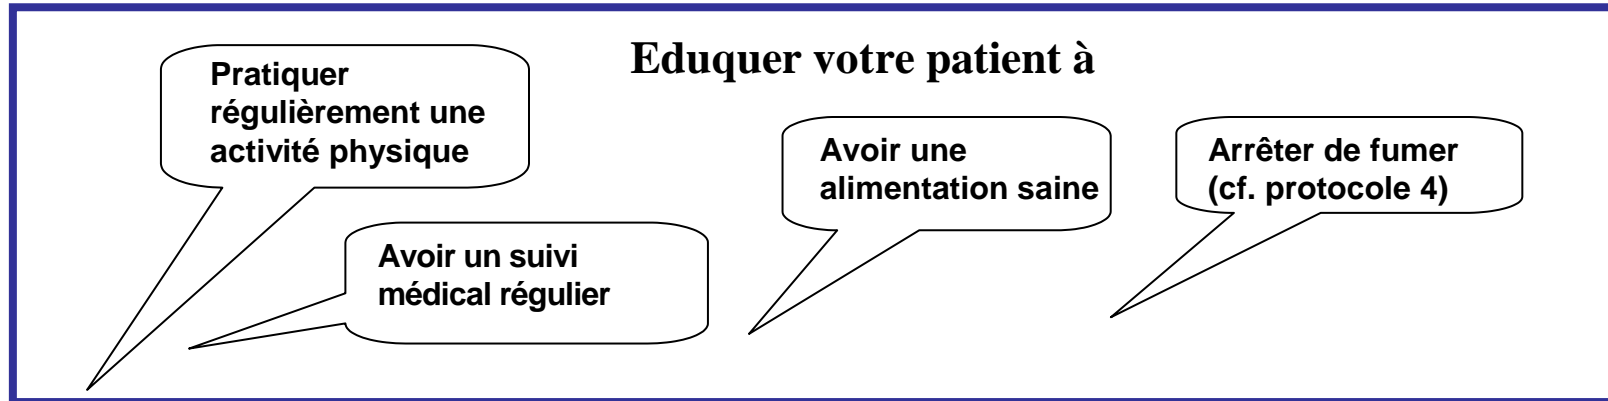 Eduquer votre patient à
Pratiquer
régulièrement une
activité physique
Avoir un suivi
médical régulier
Avoir une
alimentation saine
Arrêter de fumer
(cf. protocole 4)